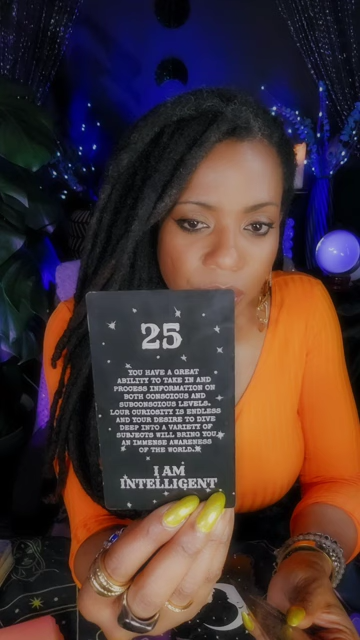 25
YOU HAVE A GREAT
ABILITY TO TAKE IN AND
PROCESS INFORMATION ON
BOTH CONSCIOUS AND
SUBCONSCIOUS LEVELS.
YOUR CURIOSITY IS ENDLESS
AND YOUR DESIRE TO DIVE
DEEP INTO A VARIETY OF
SUBJECTS WILL BRING YOU
AN IMMENSE AWARENESS
OF THE WORLD.
I AM
INTELLIGENT